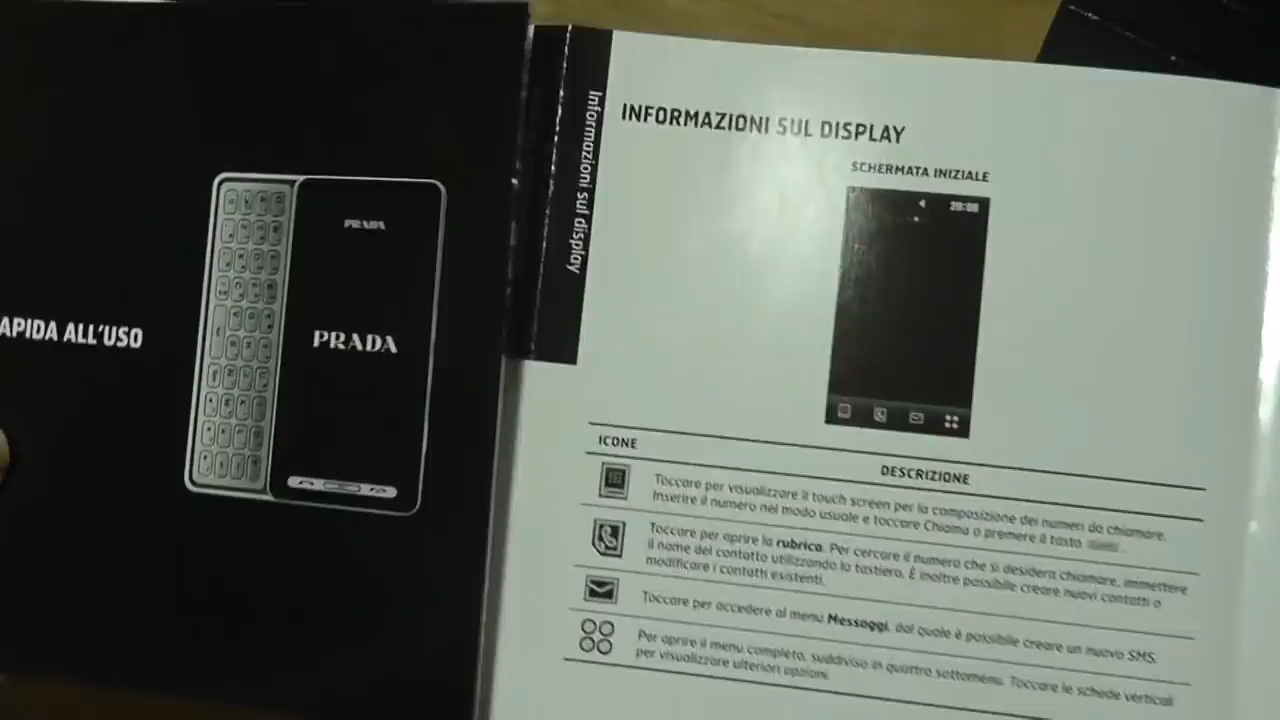 APIDA ALL'USO
PRADA
PRADA
Informazioni sul display
INFORMAZIONI SUL DISPLAY
SCHERMATA INIZIALE
ICONE
DESCRIZIONE
Toccare per visualizzare il touch screen per la composizione dei numeri da chiamare.
Inserire il numero nel modo usuale e toccare Chiama o premere il tasto
Toccare per aprire la rubrica. Per cercare il numero che si desidera chiamare, immettere
il nome del contatto utilizzando la tastiera. È inoltre possibile creare nuovi contatti o
modificare i contatti esistenti.
Toccare per accedere al menu Messaggi, dal quale è possibile creare un nuovo SMS.
Per aprire il menu completo, suddiviso in quattro sottomenu. Toccare le schede verticali
per visualizzare ulteriori opzioni.